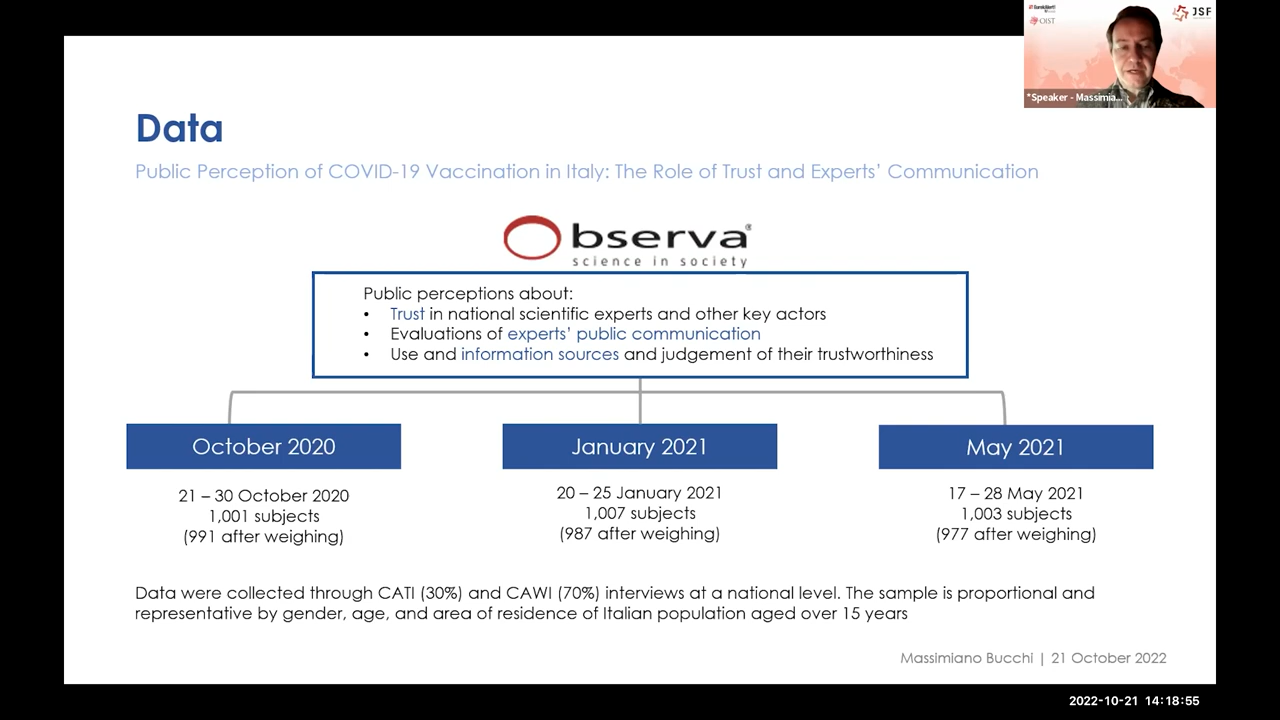 EurekAlert!
OIST
JSF
*Speaker - Massimia...
Data
Public Perception of COVID-19 Vaccination in Italy: The Role of Trust and Experts’ Communication
bserva®
science in society
Public perceptions about:
• Trust in national scientific experts and other key actors
• Evaluations of experts’ public communication
• Use and information sources and judgement of their trustworthiness
October 2020
January 2021
May 2021
21 – 30 October 2020
1,001 subjects
(991 after weighing)
20 – 25 January 2021
1,007 subjects
(987 after weighing)
17 – 28 May 2021
1,003 subjects
(977 after weighing)
Data were collected through CATI (30%) and CAWI (70%) interviews at a national level. The sample is proportional and
representative by gender, age, and area of residence of Italian population aged over 15 years
Massimiano Bucchi | 21 October 2022
2022-10-21 14:18:55